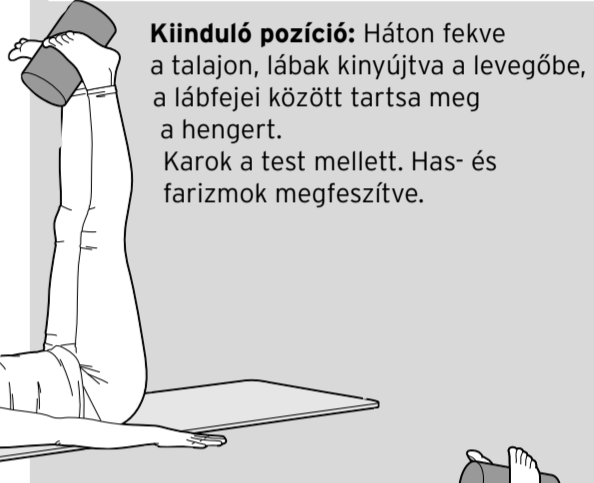 Kiinduló pozíció: Háton fekve
a talajon, lábak kinyújtva a levegőbe,
a lábfejei között tartsa meg
a hengert.
Karok a test mellett. Has- és
farizmok megfeszítve.